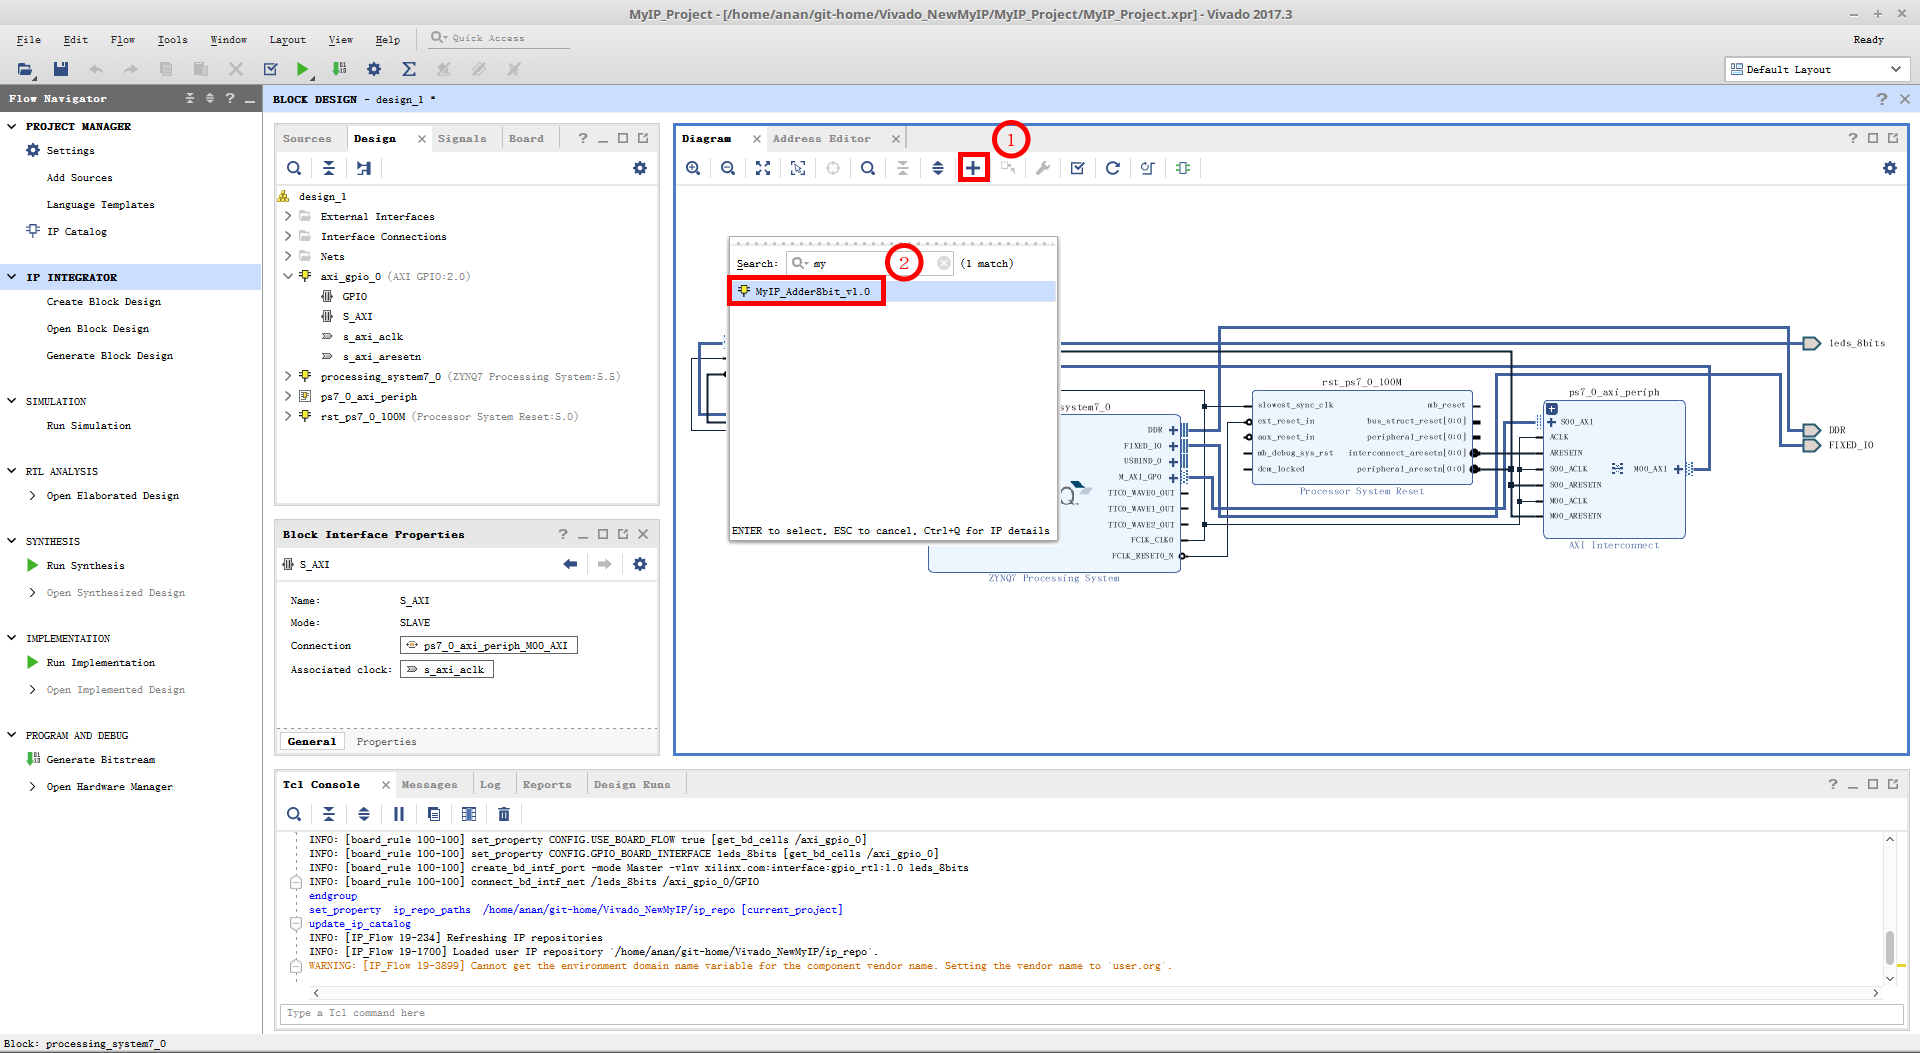 MyIP_Project - [/home/anan/git-home/Vivado_NewMyIP/MyIP_Project/MyIP_Project.xpr] - Vivado 2017.3
File Edit Flow Tools Window Layout View Help Quick Access Ready
Default Layout
Flow Navigator
PROJECT MANAGER
Settings
Add Sources
Language Templates
IP Catalog
IP INTEGRATOR
Create Block Design
Open Block Design
Generate Block Design
SIMULATION
Run Simulation
RTL ANALYSIS
Open Elaborated Design
SYNTHESIS
Run Synthesis
Open Synthesized Design
IMPLEMENTATION
Run Implementation
Open Implemented Design
PROGRAM AND DEBUG
Generate Bitstream
Open Hardware Manager
BLOCK DESIGN - design_1 *
Sources Design Signals Board
design_1
External Interfaces
Interface Connections
Nets
axi_gpio_0 (AXI GPIO:2.0)
GPIO
S_AXI
s_axi_aclk
s_axi_aresetn
processing_system7_0 (ZYNQ7 Processing System:5.5)
ps7_0_axi_periph
rst_ps7_0_100M (Processor System Reset:5.0)
Block Interface Properties
S_AXI
Name: S_AXI
Mode: SLAVE
Connection ps7_0_axi_periph_M00_AXI
Associated clock: s_axi_aclk
General Properties
Diagram Address Editor
1
Search: my 2 (1 match)
MyIP_Adder8bit_v1.0
ENTER to select, ESC to cancel, Ctrl+Q for IP details
system7_0
DDR
FIXED_IO
USBIND_0
M_AXI_GP0
TTC0_WAVE0_OUT
TTC0_WAVE1_OUT
TTC0_WAVE2_OUT
FCLK_CLK0
FCLK_RESET0_N
ZYNQ7 Processing System
rst_ps7_0_100M
slowest_sync_clk mb_reset
ext_reset_in bus_struct_reset[0:0]
aux_reset_in peripheral_reset[0:0]
mb_debug_sys_rst interconnect_aresetn[0:0]
dcm_locked peripheral_aresetn[0:0]
Processor System Reset
ps7_0_axi_periph
S00_AXI
ACLK
ARESETN
S00_ACLK M00_AXI
S00_ARESETN
M00_ACLK
M00_ARESETN
AXI Interconnect
leds_8bits
DDR
FIXED_IO
Tcl Console Messages Log Reports Design Runs
INFO: [board_rule 100-100] set_property CONFIG.USE_BOARD_FLOW true [get_bd_cells /axi_gpio_0]
INFO: [board_rule 100-100] set_property CONFIG.GPIO_BOARD_INTERFACE leds_8bits [get_bd_cells /axi_gpio_0]
INFO: [board_rule 100-100] create_bd_intf_port -mode Master -vlnv xilinx.com:interface:gpio_rtl:1.0 leds_8bits
INFO: [board_rule 100-100] connect_bd_intf_net /leds_8bits /axi_gpio_0/GPIO
endgroup
set_property ip_repo_paths /home/anan/git-home/Vivado_NewMyIP/ip_repo [current_project]
update_ip_catalog
INFO: [IP_Flow 19-234] Refreshing IP repositories
INFO: [IP_Flow 19-1700] Loaded user IP repository '/home/anan/git-home/Vivado_NewMyIP/ip_repo'.
WARNING: [IP_Flow 19-3899] Cannot get the environment domain name variable for the component vendor name. Setting the vendor name to 'user.org'.
Type a Tcl command here
Block: processing_system7_0